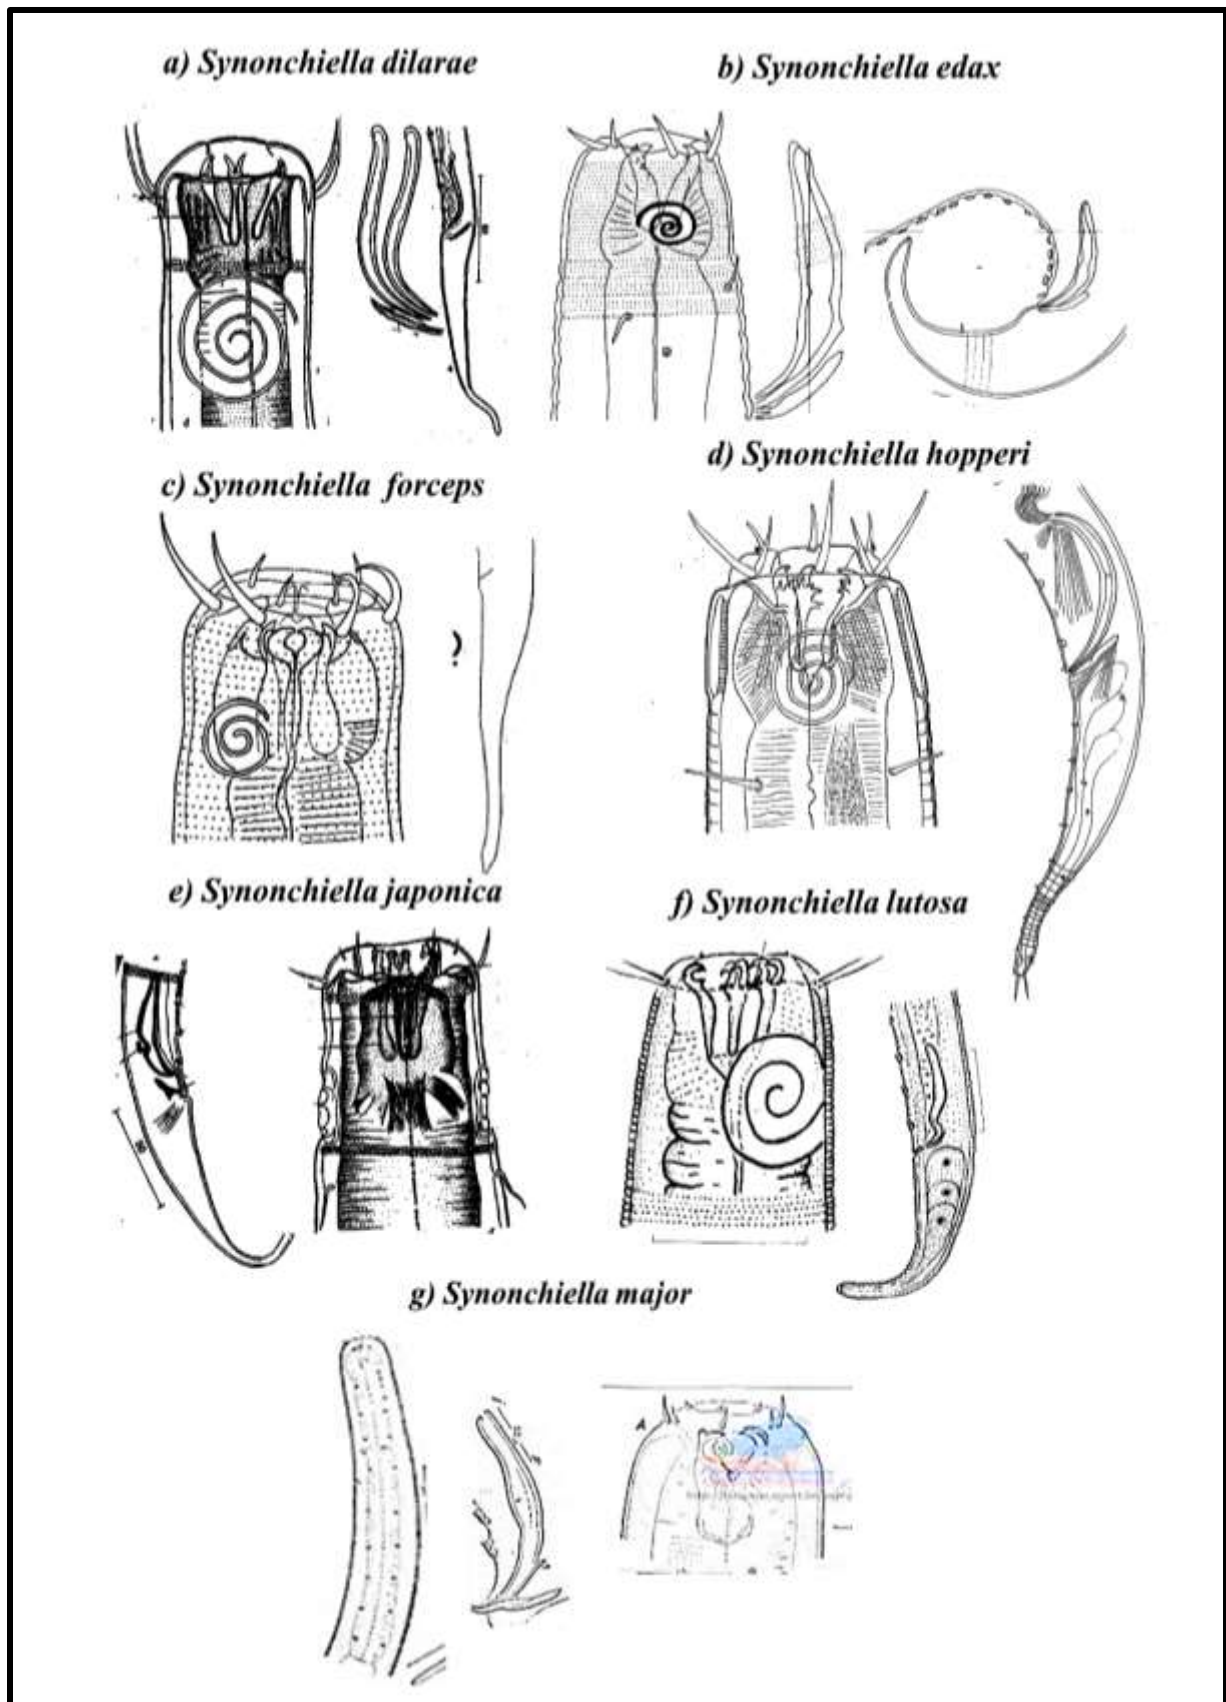 a) Synonchiella dilarae
b) Synonchiella edax
c) Synonchiella forceps
d) Synonchiella hopperi
?
e) Synonchiella japonica
f) Synonchiella lutosa
g) Synonchiella major
A